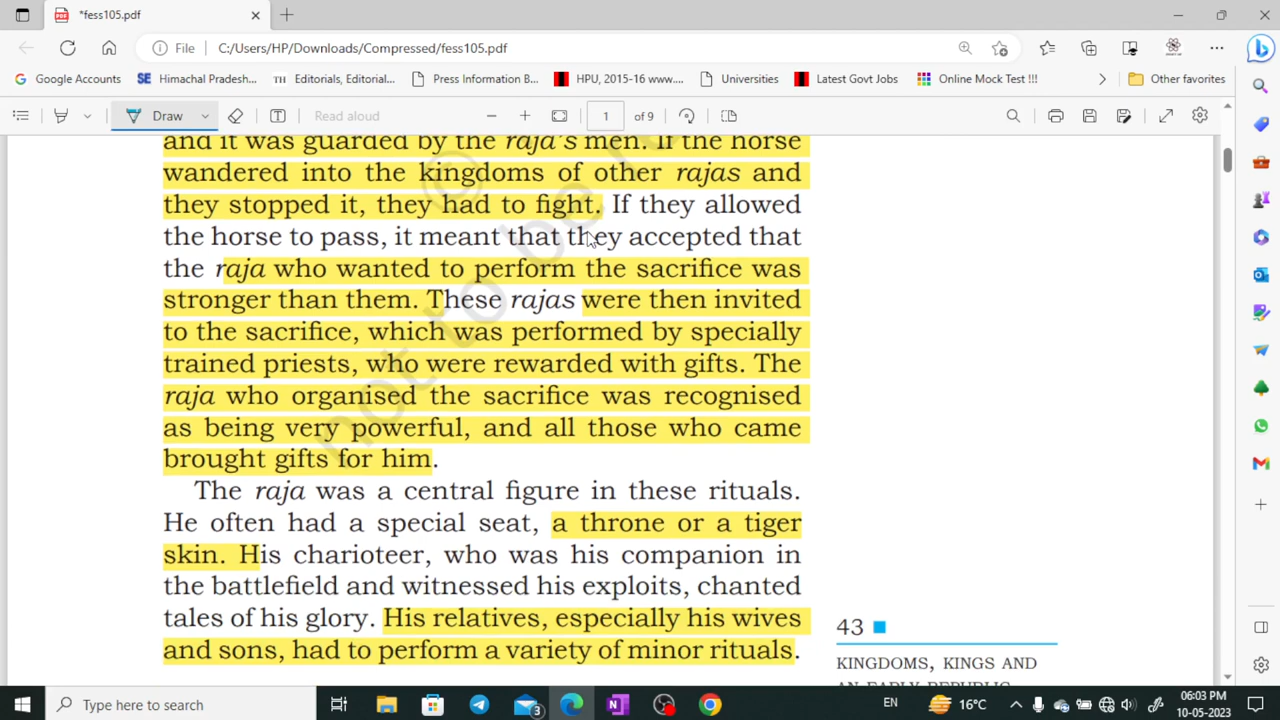 *fess105.pdf
File C:/Users/HP/Downloads/Compressed/fess105.pdf
Google Accounts SE Himachal Pradesh... TH Editorials, Editorial... Press Information B... HPU, 2015-16 www.... Universities Latest Govt Jobs Online Mock Test !!! Other favorites
Draw Read aloud 1 of 9
and it was guarded by the raja's men. If the horse
wandered into the kingdoms of other rajas and
they stopped it, they had to fight. If they allowed
the horse to pass, it meant that they accepted that
the raja who wanted to perform the sacrifice was
stronger than them. These rajas were then invited
to the sacrifice, which was performed by specially
trained priests, who were rewarded with gifts. The
raja who organised the sacrifice was recognised
as being very powerful, and all those who came
brought gifts for him.
The raja was a central figure in these rituals.
He often had a special seat, a throne or a tiger
skin. His charioteer, who was his companion in
the battlefield and witnessed his exploits, chanted
tales of his glory. His relatives, especially his wives
and sons, had to perform a variety of minor rituals.
43
KINGDOMS, KINGS AND
AN EARLY REPUBLIC
© not to be re
Type here to search 3 EN 16°C 06:03 PM
10-05-2023